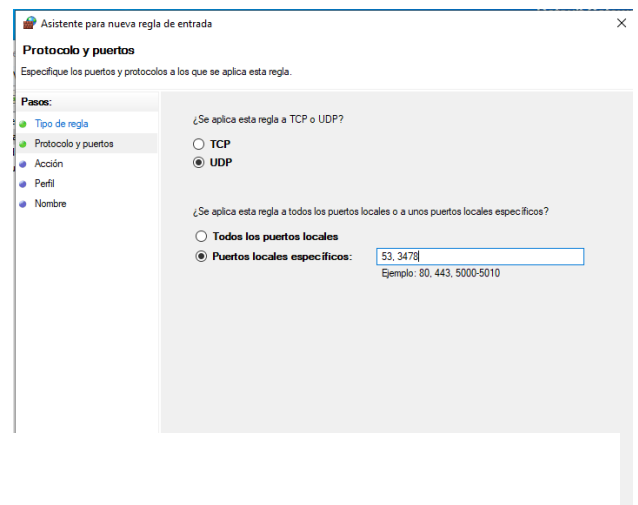 Asistente para nueva regla de entrada
Protocolo y puertos
Especifique los puertos y protocolos a los que se aplica esta regla.
Pasos:
Tipo de regla
Protocolo y puertos
Acción
Perfil
Nombre
¿Se aplica esta regla a TCP o UDP?
TCP
UDP
¿Se aplica esta regla a todos los puertos locales o a unos puertos locales específicos?
Todos los puertos locales
Puertos locales específicos:
53, 3478
Ejemplo: 80, 443, 5000-5010